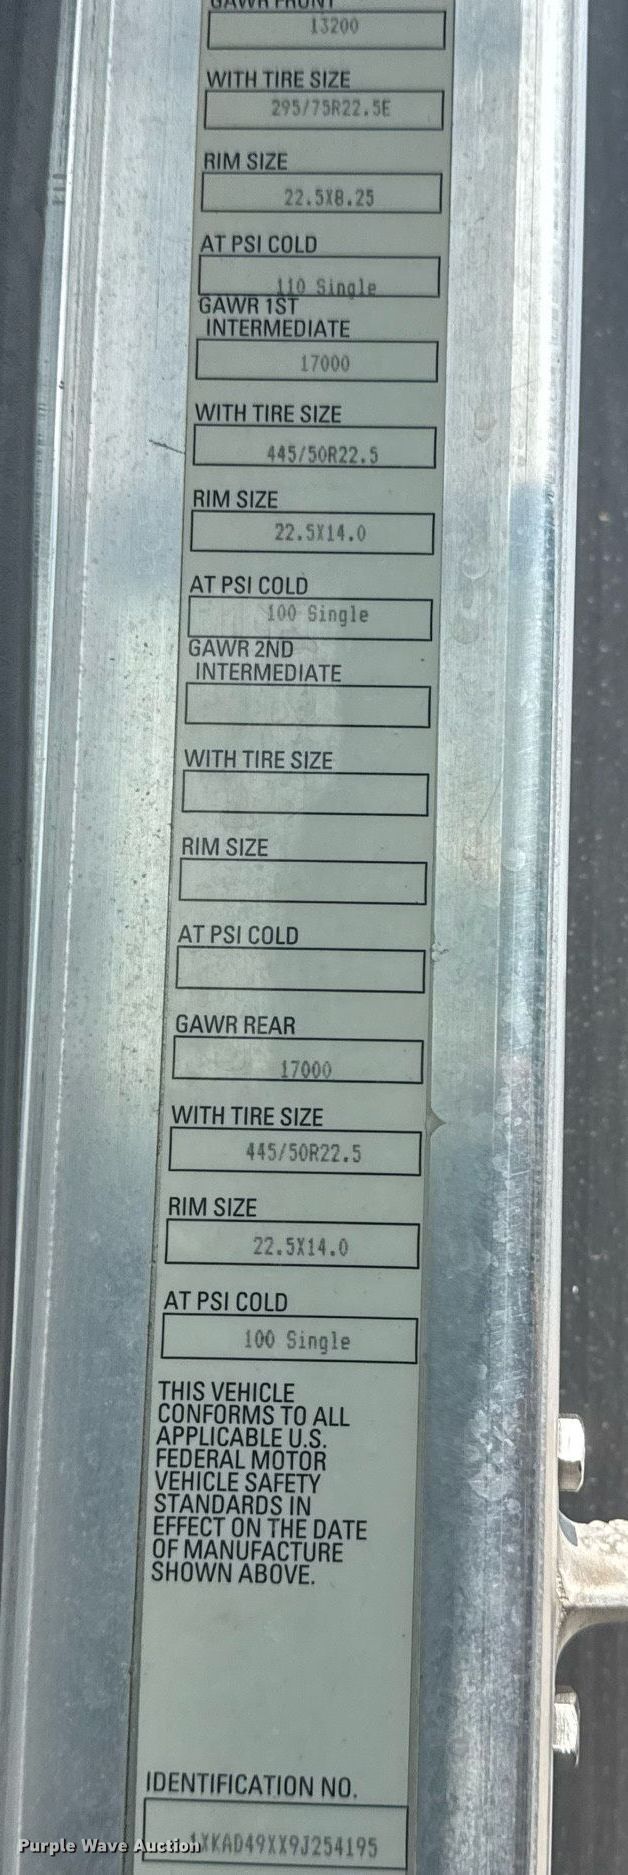 GAWR FRONT
13200
WITH TIRE SIZE
295/75R22.5E
RIM SIZE
22.5X8.25
AT PSI COLD
110 Single
GAWR 1ST
INTERMEDIATE
17000
WITH TIRE SIZE
445/50R22.5
RIM SIZE
22.5X14.0
AT PSI COLD
100 Single
GAWR 2ND
INTERMEDIATE
WITH TIRE SIZE
RIM SIZE
AT PSI COLD
GAWR REAR
17000
WITH TIRE SIZE
445/50R22.5
RIM SIZE
22.5X14.0
AT PSI COLD
100 Single
THIS VEHICLE
CONFORMS TO ALL
APPLICABLE U.S.
FEDERAL MOTOR
VEHICLE SAFETY
STANDARDS IN
EFFECT ON THE DATE
OF MANUFACTURE
SHOWN ABOVE.
IDENTIFICATION NO.
1XKAD49XX9J254195
Purple Wave Auction